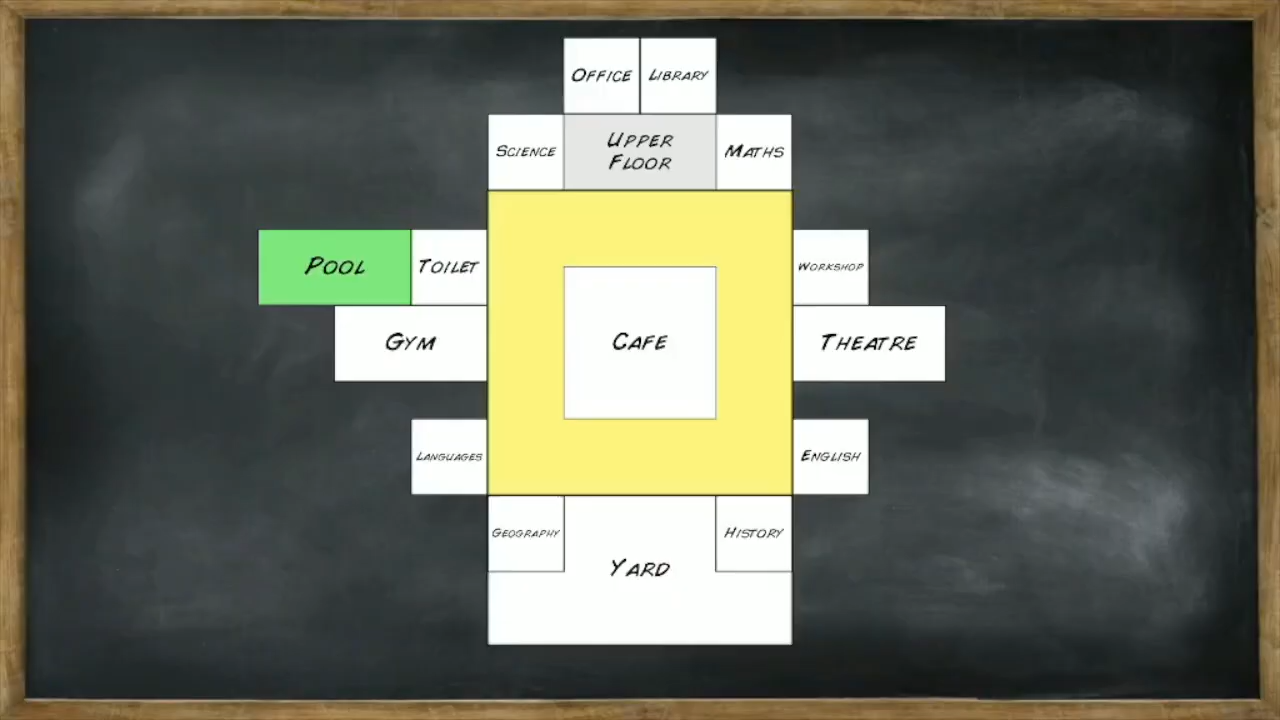 OFFICE
LIBRARY
SCIENCE
UPPER
FLOOR
MATHS
POOL
TOILET
WORKSHOP
GYM
CAFE
THEATRE
LANGUAGES
ENGLISH
GEOGRAPHY
HISTORY
YARD